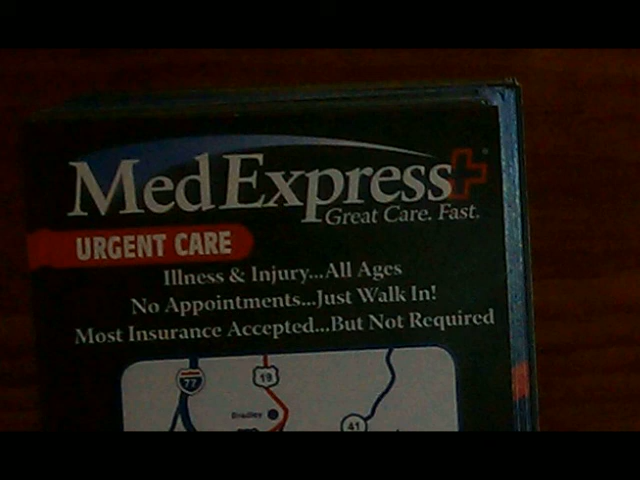 MedExpress
Great Care. Fast.
URGENT CARE
Illness & Injury...All Ages
No Appointments...Just Walk In!
Most Insurance Accepted...But Not Required
77
19
Bradley
41